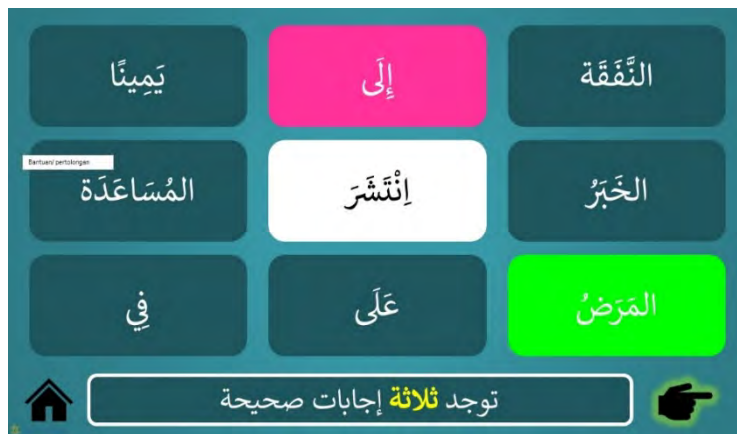 النَّفَقَة
إِلَى
يَمِينًا
Bantuan/ pertolongan
الخَبَرُ
اِنْتَشَرَ
المُسَاعَدَة
المَرَضُ
عَلَى
فِي
توجد ثلاثة إجابات صحيحة